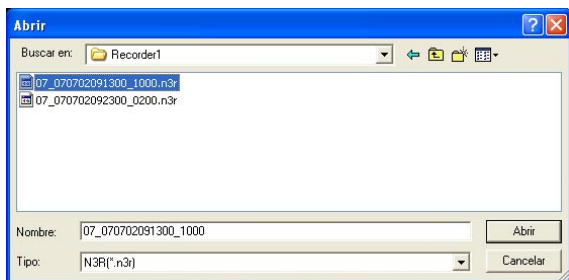 Abrir
Buscar en: Recorder1
07_070702091300_1000.n3r
07_070702092300_0200.n3r
Nombre: 07_070702091300_1000 Abrir
Tipo: N3R(*.n3r) Cancelar